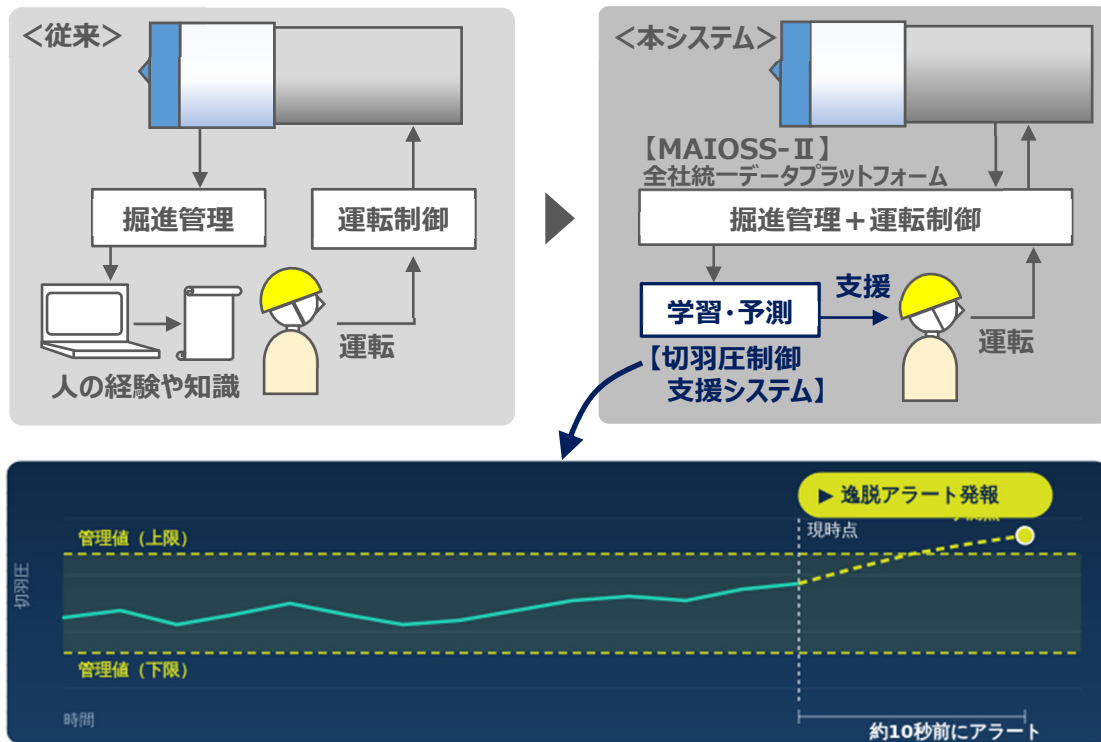 ＜従来＞
掘進管理
運転制御
運転
人の経験や知識
＜本システム＞
【MAIOSS-Ⅱ】
全社統一データプラットフォーム
掘進管理＋運転制御
学習・予測
支援
運転
【切羽圧制御
支援システム】
▶ 逸脱アラート発報
現時点
管理値（上限）
切羽圧
管理値（下限）
時間
約10秒前にアラート